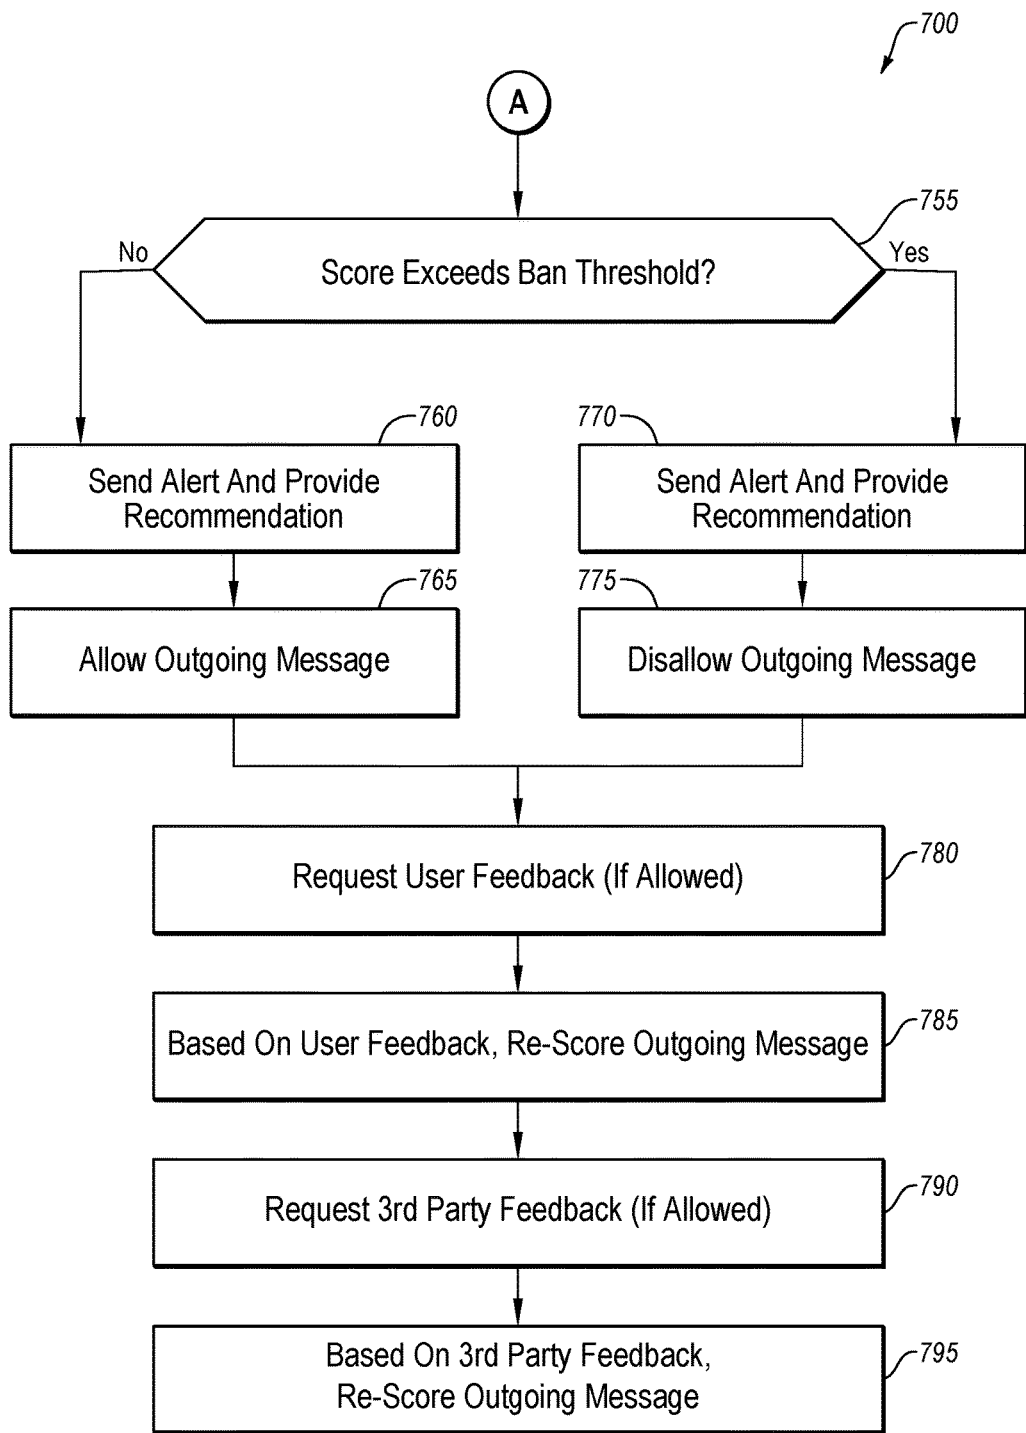 700
A
755
No
Yes
Score Exceeds Ban Threshold?
760
770
Send Alert And Provide
Recommendation
Send Alert And Provide
Recommendation
765
775
Allow Outgoing Message
Disallow Outgoing Message
780
Request User Feedback (If Allowed)
785
Based On User Feedback, Re-Score Outgoing Message
790
Request 3rd Party Feedback (If Allowed)
795
Based On 3rd Party Feedback,
Re-Score Outgoing Message